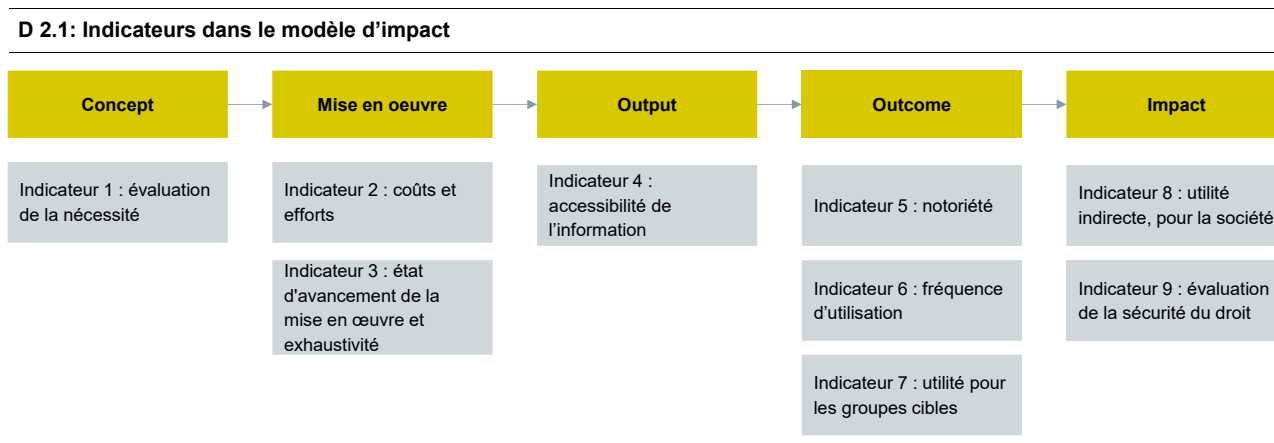 D 2.1: Indicateurs dans le modèle d’impact
Concept
Mise en oeuvre
Output
Outcome
Impact
Indicateur 1 : évaluation
de la nécessité
Indicateur 2 : coûts et
efforts
Indicateur 3 : état
d'avancement de la
mise en œuvre et
exhaustivité
Indicateur 4 :
accessibilité de
l’information
Indicateur 5 : notoriété
Indicateur 6 : fréquence
d’utilisation
Indicateur 7 : utilité pour
les groupes cibles
Indicateur 8 : utilité
indirecte, pour la société
Indicateur 9 : évaluation
de la sécurité du droit